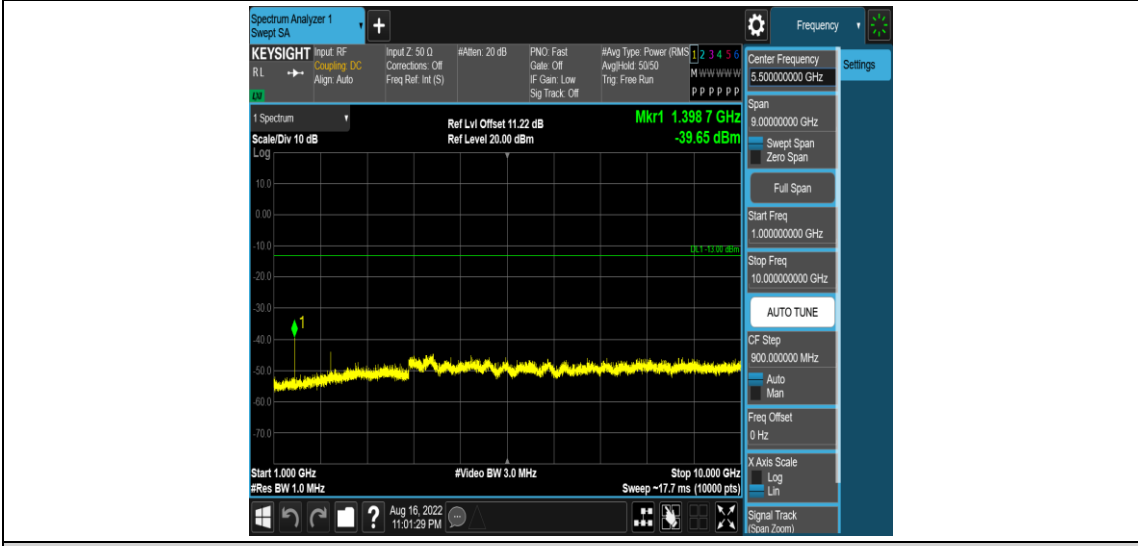 Spectrum Analyzer 1
Swept SA
+
Frequency
KEYSIGHT
RL
LXI
Input: RF
Coupling: DC
Align: Auto
Input Z: 50 Ω
Corrections: Off
Freq Ref: Int (S)
#Atten: 20 dB
PNO: Fast
Gate: Off
IF Gain: Low
Sig Track: Off
#Avg Type: Power (RMS
Avg|Hold: 50/50
Trig: Free Run
1 2 3 4 5 6
M W W W W W
P P P P P P
1 Spectrum
Scale/Div 10 dB
Log
Ref Lvl Offset 11.22 dB
Ref Level 20.00 dBm
Mkr1 1.398 7 GHz
-39.65 dBm
10.0
0.00
-10.0
DL1 -13.00 dBm
-20.0
-30.0
1
-40.0
-50.0
-60.0
-70.0
Start 1.000 GHz
#Res BW 1.0 MHz
#Video BW 3.0 MHz
Stop 10.000 GHz
Sweep ~17.7 ms (10000 pts)
?
Aug 16, 2022
11:01:29 PM
Center Frequency
5.500000000 GHz
Settings
Span
9.00000000 GHz
Swept Span
Zero Span
Full Span
Start Freq
1.000000000 GHz
Stop Freq
10.000000000 GHz
AUTO TUNE
CF Step
900.000000 MHz
Auto
Man
Freq Offset
0 Hz
X Axis Scale
Log
Lin
Signal Track
(Span Zoom)